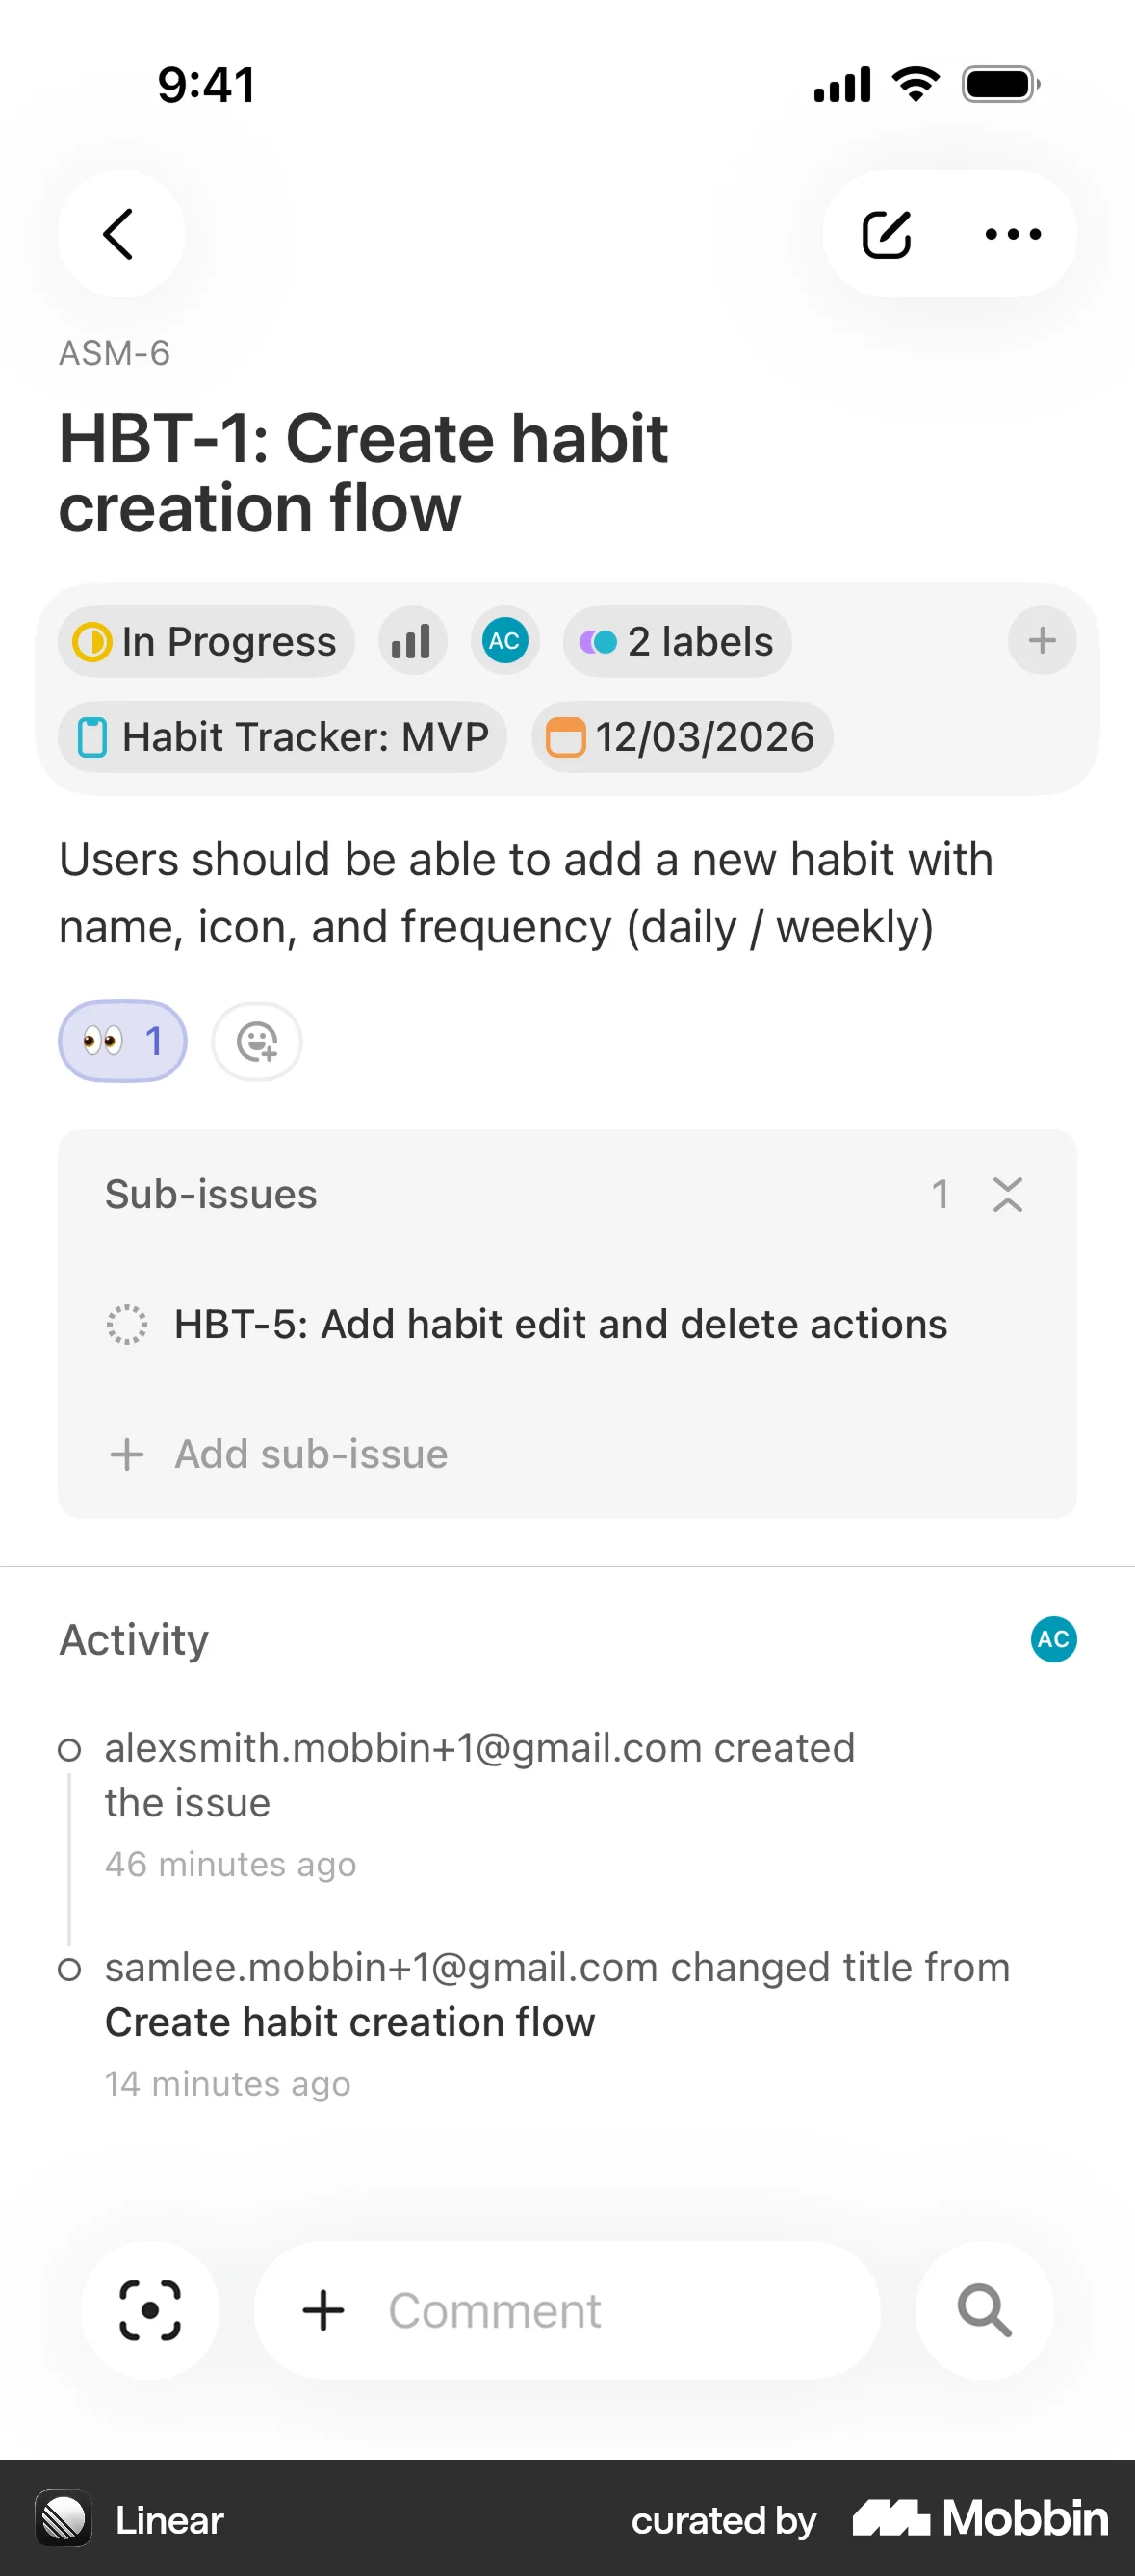 9:41
ASM-6
HBT-1: Create habit
creation flow
In Progress
AC
2 labels
Habit Tracker: MVP
12/03/2026
Users should be able to add a new habit with
name, icon, and frequency (daily / weekly)
👀 1
Sub-issues 1
HBT-5: Add habit edit and delete actions
Add sub-issue
Activity
AC
alexsmith.mobbin+1@gmail.com created
the issue
46 minutes ago
samlee.mobbin+1@gmail.com changed title from
Create habit creation flow
14 minutes ago
Comment
Linear
curated by Mobbin